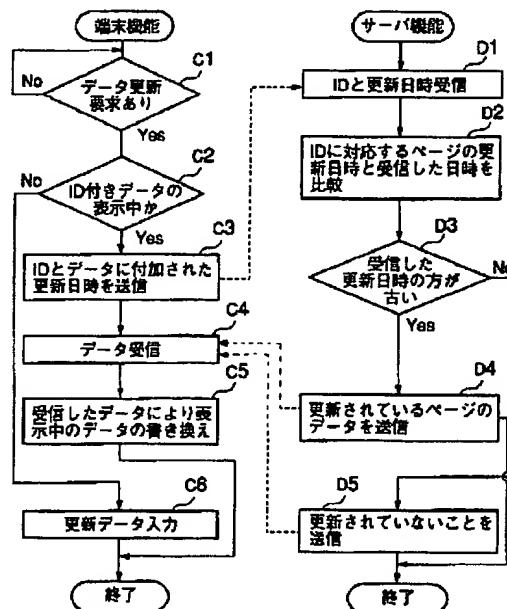 端末機能
C1
データ更新
要求あり
No
Yes
C2
ID付きデータの
表示中か
No
Yes
C3
IDとデータに付加された
更新日時を送信
C4
データ受信
C5
受信したデータにより表
示中のデータの書き換え
C6
更新データ入力
終了
サーバ機能
D1
IDと更新日時受信
D2
IDに対応するページの更
新日時と受信した日時を
比較
D3
受信した
更新日時の方が
古い
No
Yes
D4
更新されているページの
データを送信
D5
更新されていないことを
送信
終了